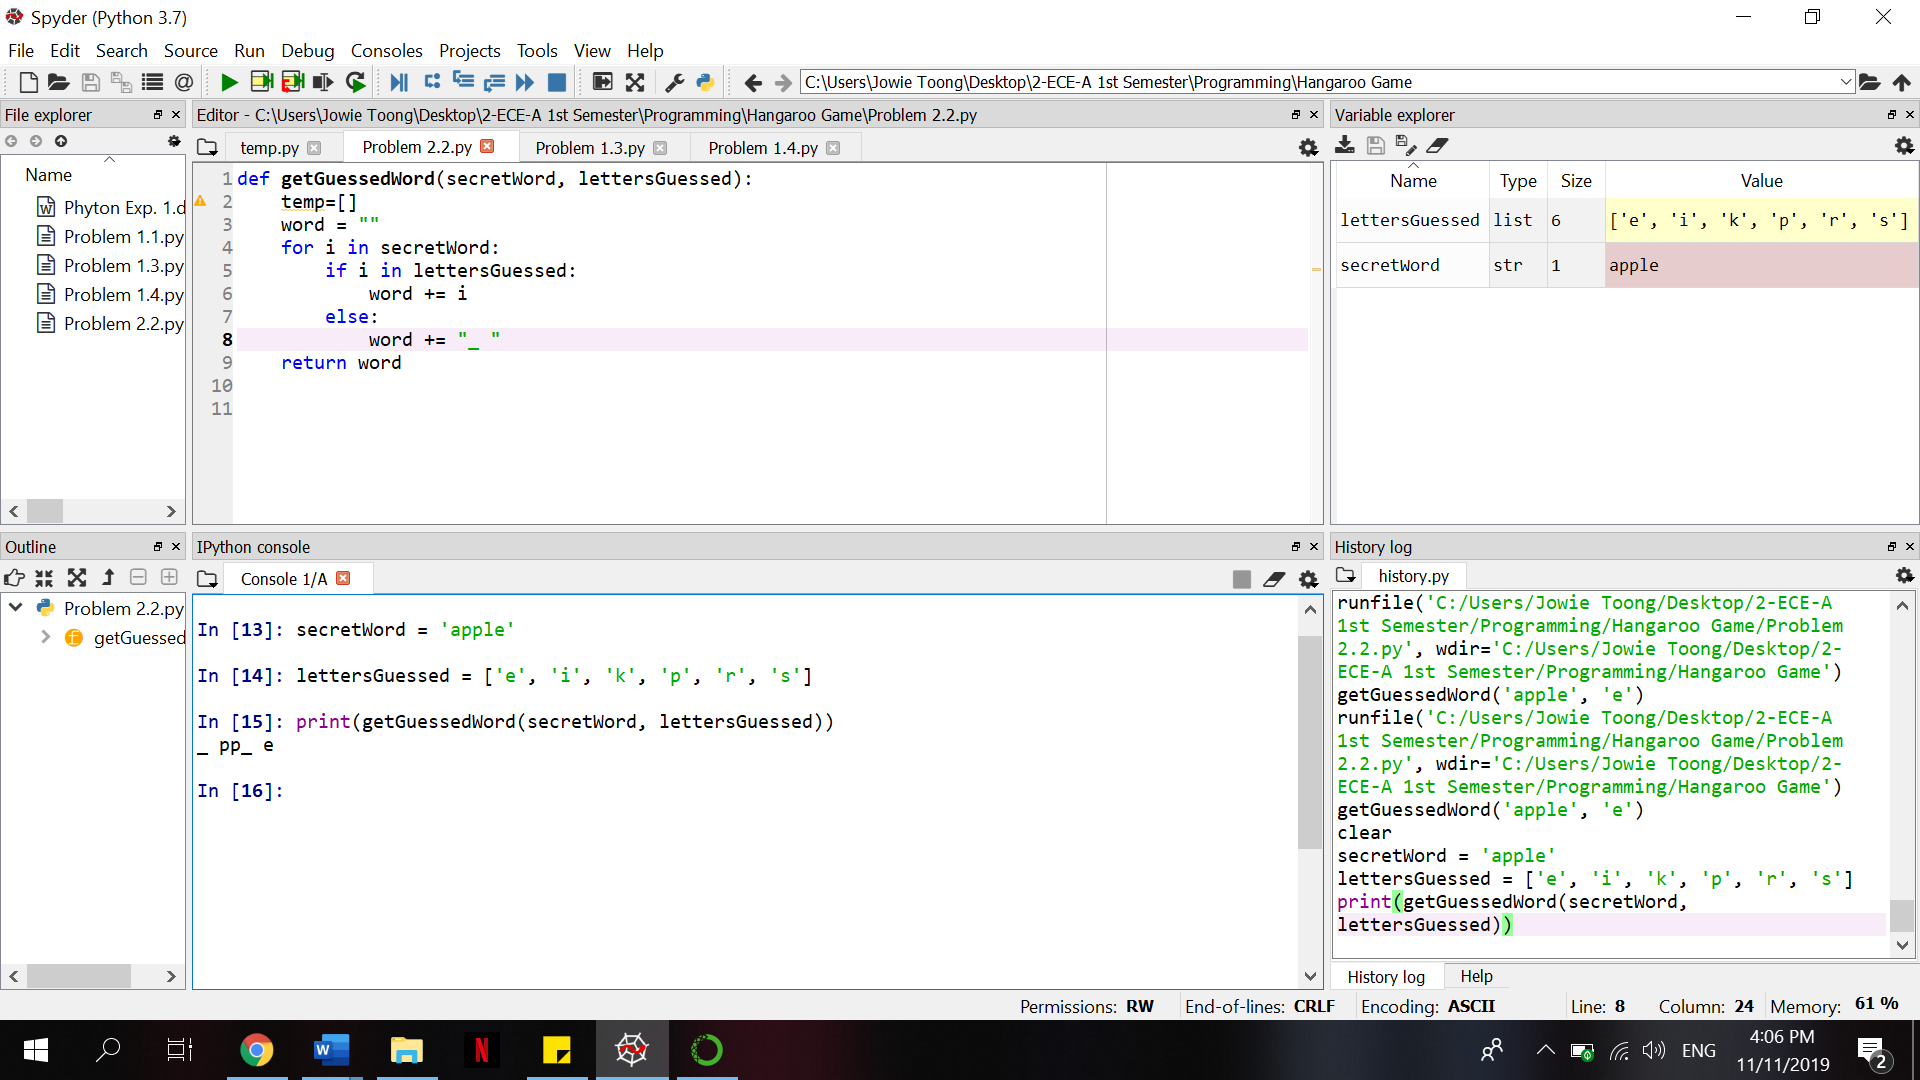 Spyder (Python 3.7)
File Edit Search Source Run Debug Consoles Projects Tools View Help
C:\Users\Jowie Toong\Desktop\2-ECE-A 1st Semester\Programming\Hangaroo Game
File explorer
Name
Phyton Exp. 1.d
Problem 1.1.py
Problem 1.3.py
Problem 1.4.py
Problem 2.2.py
Editor - C:\Users\Jowie Toong\Desktop\2-ECE-A 1st Semester\Programming\Hangaroo Game\Problem 2.2.py
temp.py Problem 2.2.py Problem 1.3.py Problem 1.4.py
1 def getGuessedWord(secretWord, lettersGuessed):
2     temp=[]
3     word = ""
4     for i in secretWord:
5         if i in lettersGuessed:
6             word += i
7         else:
8             word += "_ "
9     return word
10
11
Variable explorer
Name Type Size Value
lettersGuessed list 6 ['e', 'i', 'k', 'p', 'r', 's']
secretWord str 1 apple
Outline
Problem 2.2.py
getGuessed
IPython console
Console 1/A
In [13]: secretWord = 'apple'
In [14]: lettersGuessed = ['e', 'i', 'k', 'p', 'r', 's']
In [15]: print(getGuessedWord(secretWord, lettersGuessed))
_ pp_ e
In [16]:
History log
history.py
runfile('C:/Users/Jowie Toong/Desktop/2-ECE-A
1st Semester/Programming/Hangaroo Game/Problem
2.2.py', wdir='C:/Users/Jowie Toong/Desktop/2-
ECE-A 1st Semester/Programming/Hangaroo Game')
getGuessedWord('apple', 'e')
runfile('C:/Users/Jowie Toong/Desktop/2-ECE-A
1st Semester/Programming/Hangaroo Game/Problem
2.2.py', wdir='C:/Users/Jowie Toong/Desktop/2-
ECE-A 1st Semester/Programming/Hangaroo Game')
getGuessedWord('apple', 'e')
clear
secretWord = 'apple'
lettersGuessed = ['e', 'i', 'k', 'p', 'r', 's']
print(getGuessedWord(secretWord,
lettersGuessed))
History log Help
Permissions: RW End-of-lines: CRLF Encoding: ASCII Line: 8 Column: 24 Memory: 61 %
ENG
4:06 PM
11/11/2019
2